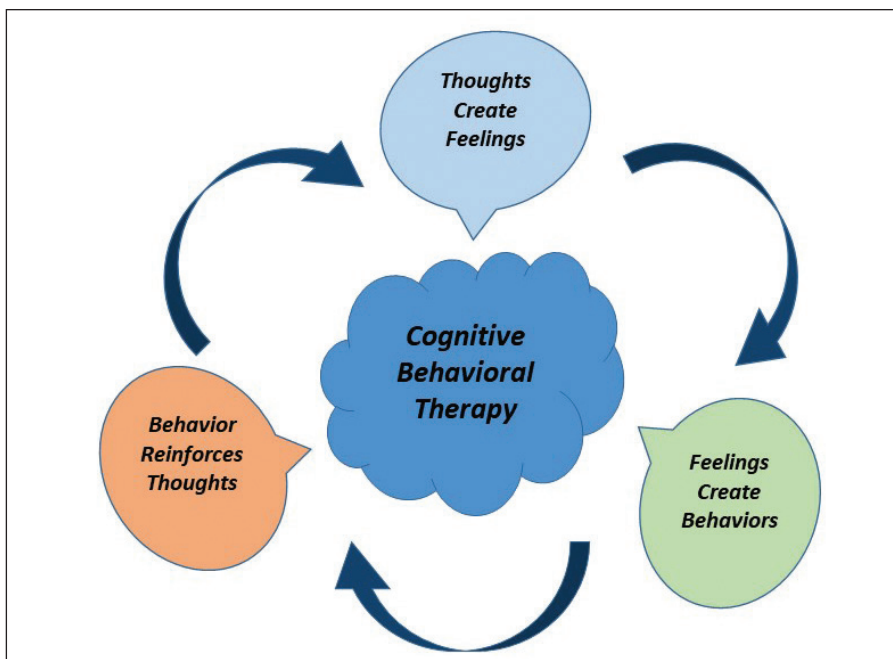 Thoughts
Create
Feelings
Cognitive
Behavioral
Therapy
Feelings
Create
Behaviors
Behavior
Reinforces
Thoughts